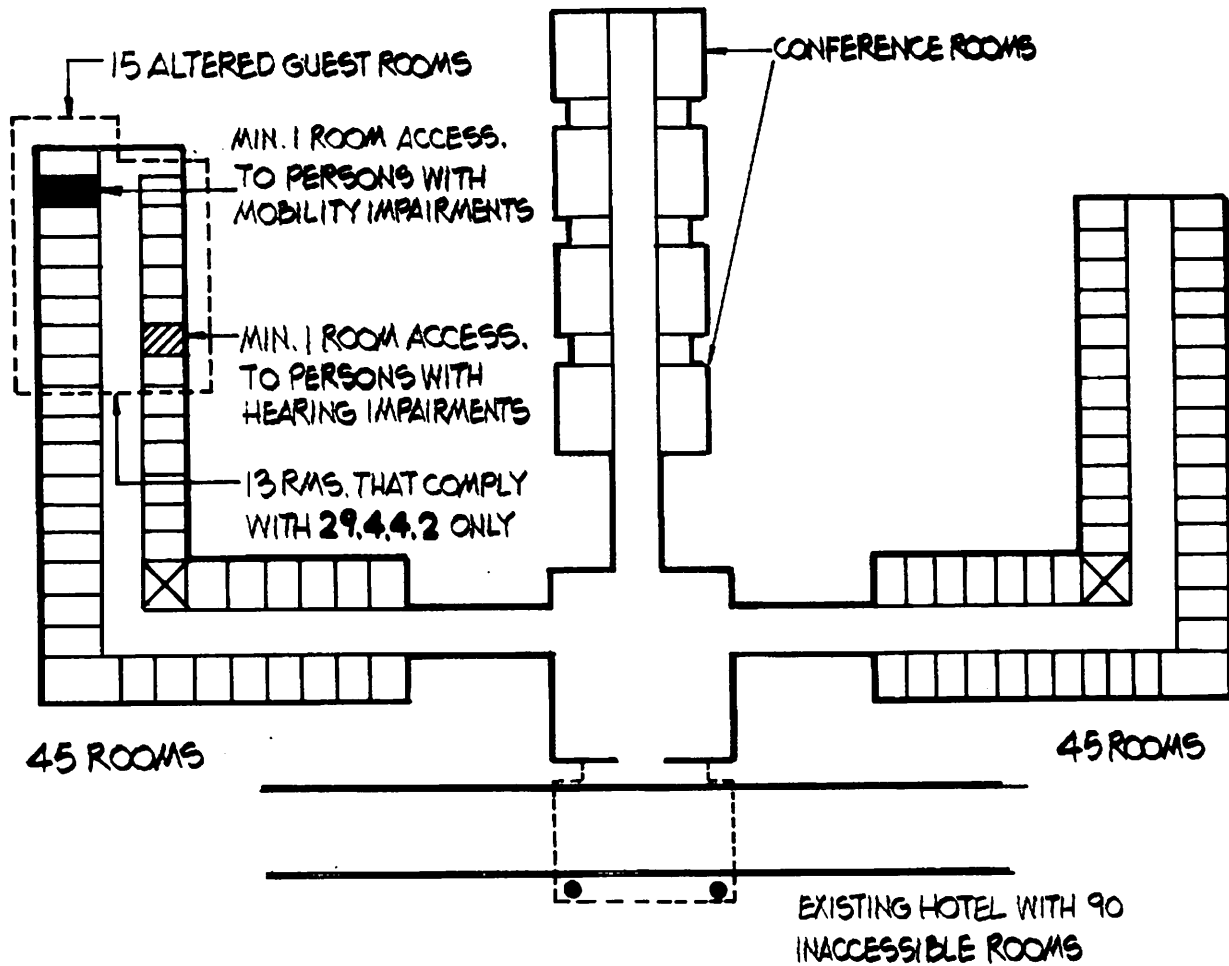 15 ALTERED GUEST ROOMS
CONFERENCE ROOMS
MIN. 1 ROOM ACCESS.
TO PERSONS WITH
MOBILITY IMPAIRMENTS
MIN. 1 ROOM ACCESS.
TO PERSONS WITH
HEARING IMPAIRMENTS
13 RMS. THAT COMPLY
WITH 29.4.4.2 ONLY
45 ROOMS
45 ROOMS
EXISTING HOTEL WITH 90
INACCESSIBLE ROOMS